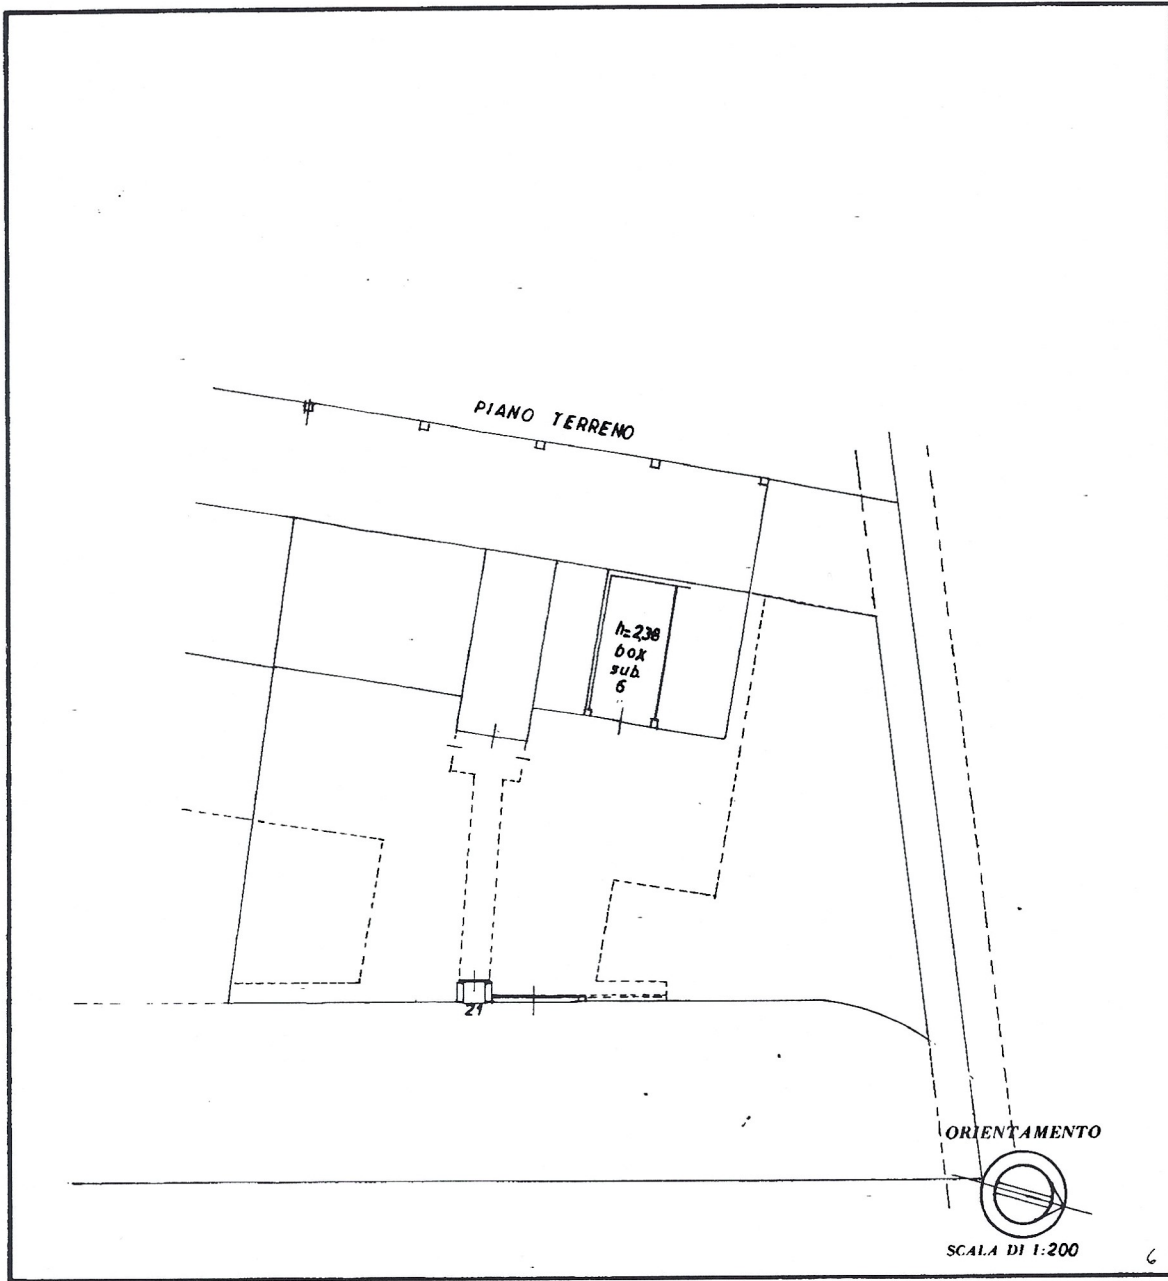 PIANO TERRENO
h=2,38
box
sub.
6
21
ORIENTAMENTO
SCALA DI 1:200
6